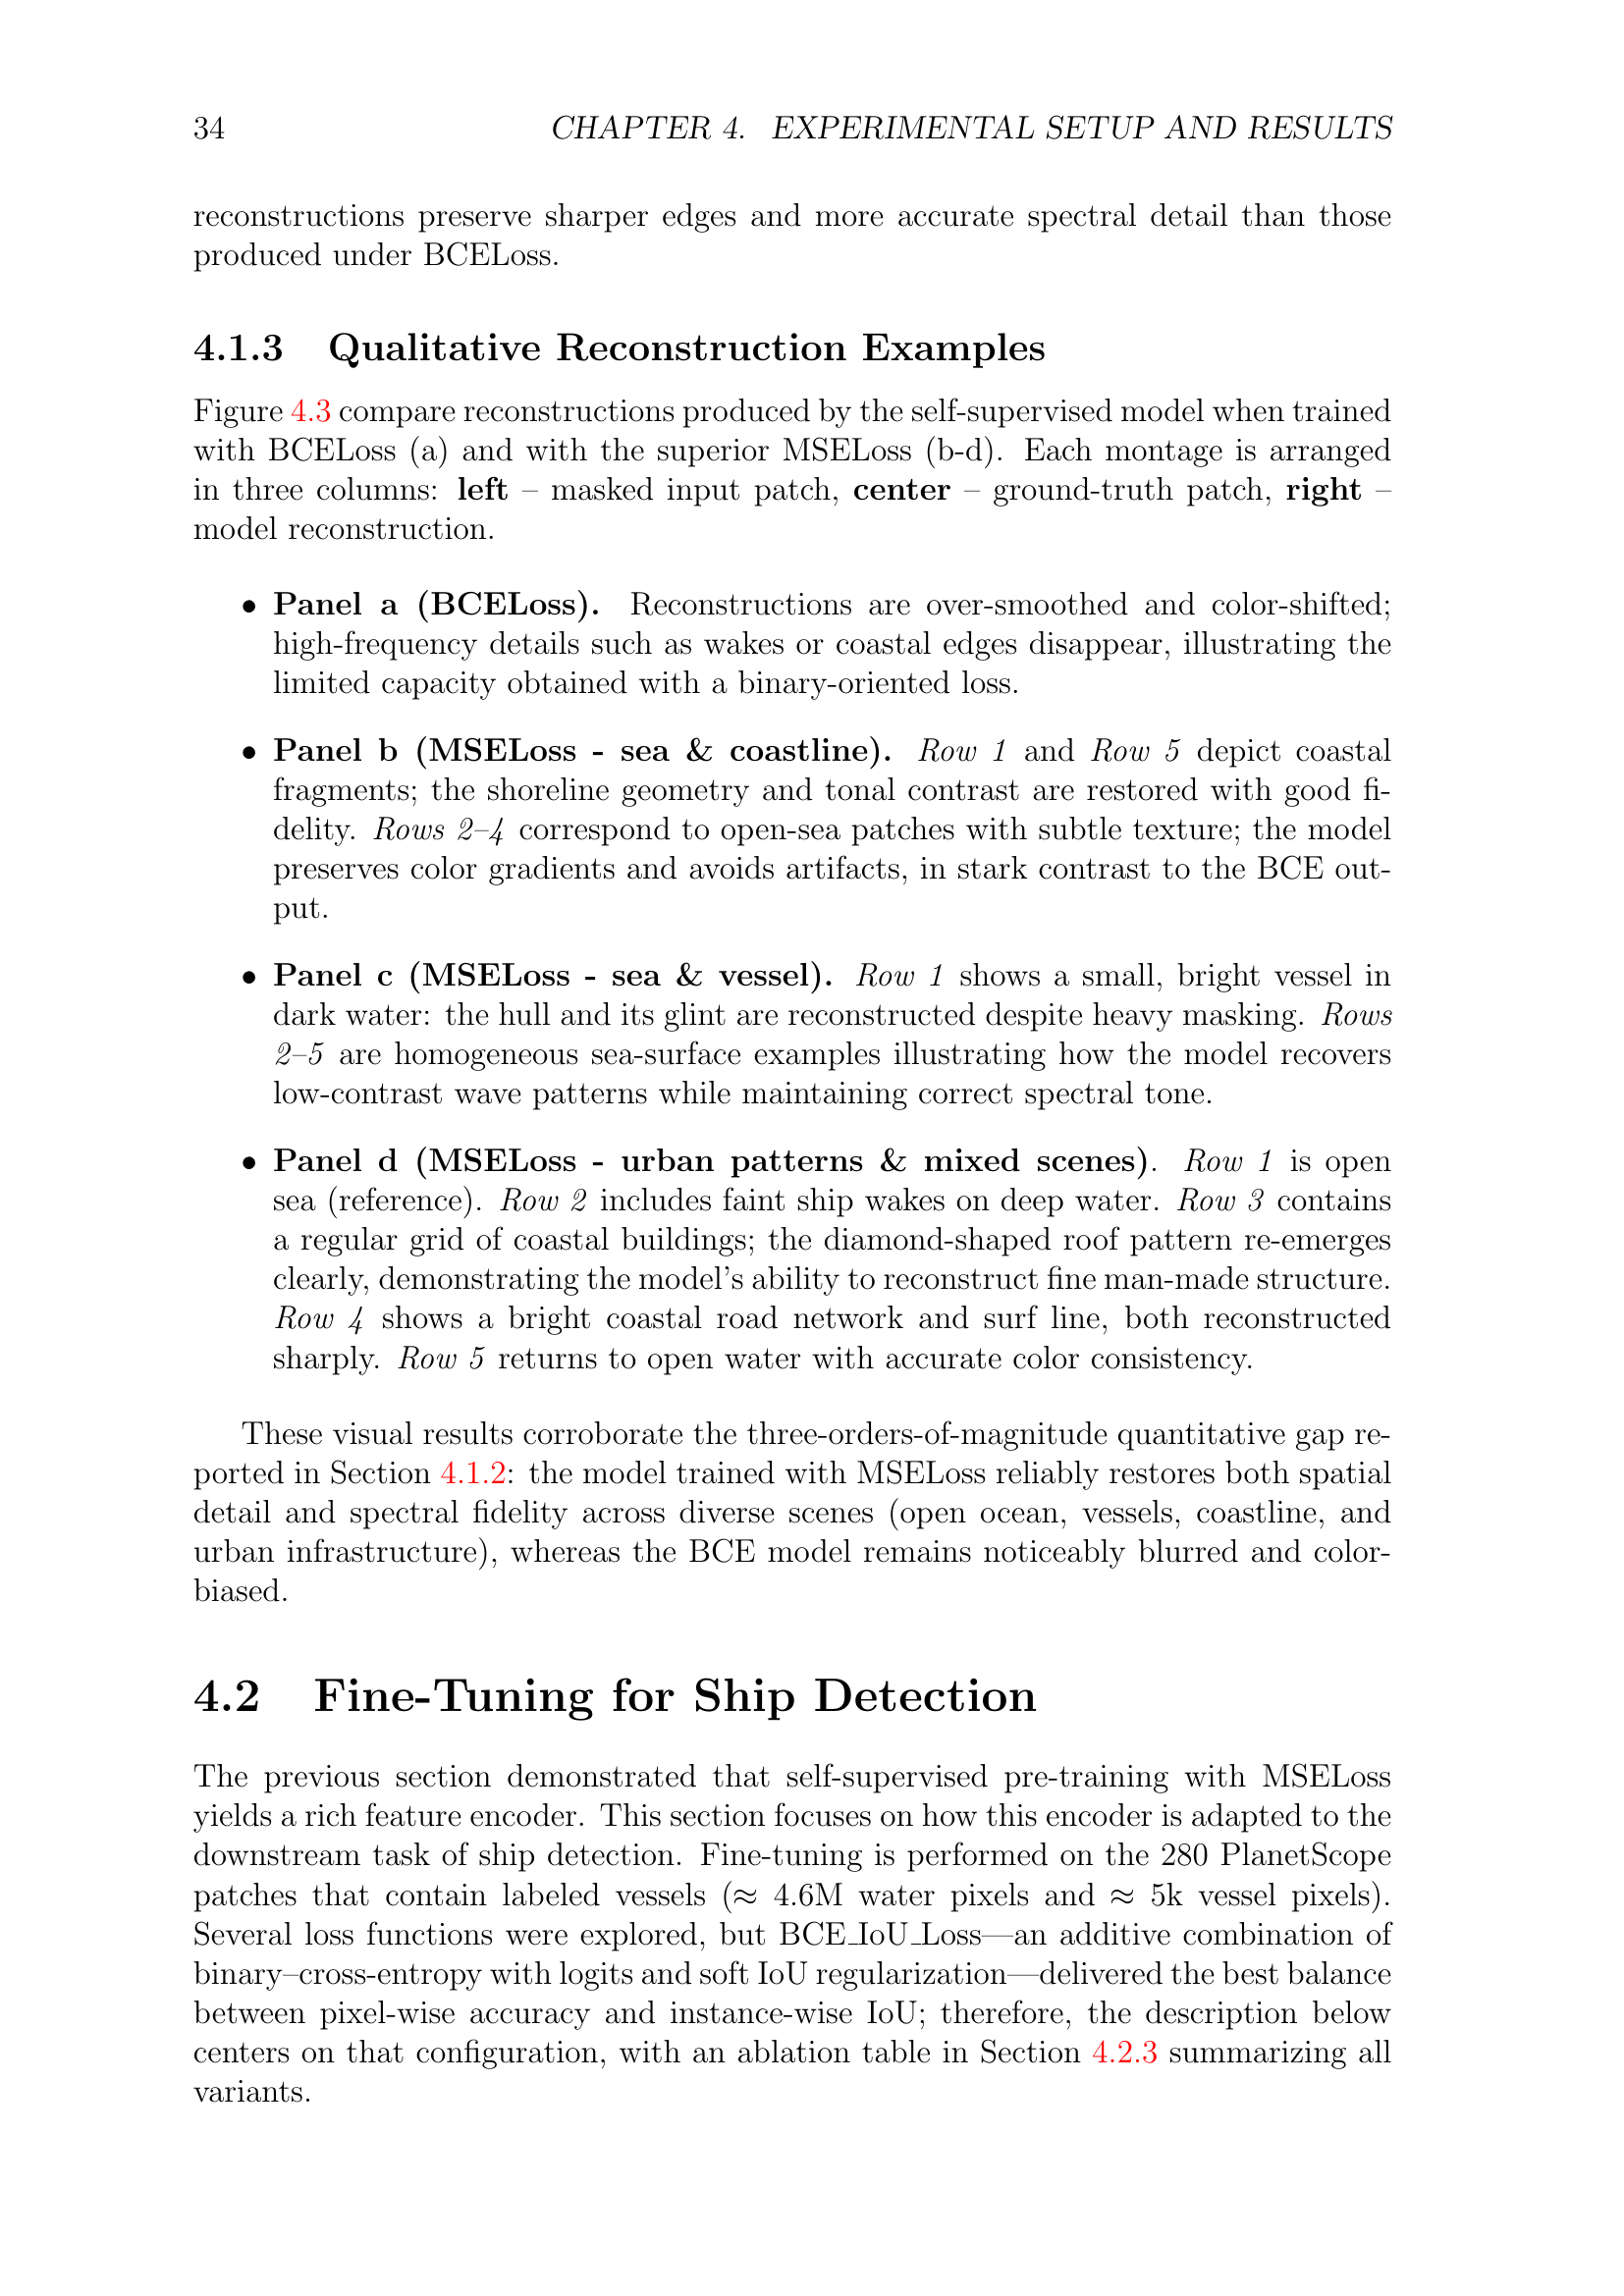 34 CHAPTER 4. EXPERIMENTAL SETUP AND RESULTS
reconstructions preserve sharper edges and more accurate spectral detail than those
produced under BCELoss.
4.1.3 Qualitative Reconstruction Examples
Figure 4.3 compare reconstructions produced by the self-supervised model when trained
with BCELoss (a) and with the superior MSELoss (b-d). Each montage is arranged
in three columns: left – masked input patch, center – ground-truth patch, right –
model reconstruction.
• Panel a (BCELoss). Reconstructions are over-smoothed and color-shifted;
high-frequency details such as wakes or coastal edges disappear, illustrating the
limited capacity obtained with a binary-oriented loss.
• Panel b (MSELoss - sea & coastline). Row 1 and Row 5 depict coastal
fragments; the shoreline geometry and tonal contrast are restored with good fi-
delity. Rows 2–4 correspond to open-sea patches with subtle texture; the model
preserves color gradients and avoids artifacts, in stark contrast to the BCE out-
put.
• Panel c (MSELoss - sea & vessel). Row 1 shows a small, bright vessel in
dark water: the hull and its glint are reconstructed despite heavy masking. Rows
2–5 are homogeneous sea-surface examples illustrating how the model recovers
low-contrast wave patterns while maintaining correct spectral tone.
• Panel d (MSELoss - urban patterns & mixed scenes). Row 1 is open
sea (reference). Row 2 includes faint ship wakes on deep water. Row 3 contains
a regular grid of coastal buildings; the diamond-shaped roof pattern re-emerges
clearly, demonstrating the model's ability to reconstruct fine man-made structure.
Row 4 shows a bright coastal road network and surf line, both reconstructed
sharply. Row 5 returns to open water with accurate color consistency.
These visual results corroborate the three-orders-of-magnitude quantitative gap re-
ported in Section 4.1.2: the model trained with MSELoss reliably restores both spatial
detail and spectral fidelity across diverse scenes (open ocean, vessels, coastline, and
urban infrastructure), whereas the BCE model remains noticeably blurred and color-
biased.
4.2 Fine-Tuning for Ship Detection
The previous section demonstrated that self-supervised pre-training with MSELoss
yields a rich feature encoder. This section focuses on how this encoder is adapted to the
downstream task of ship detection. Fine-tuning is performed on the 280 PlanetScope
patches that contain labeled vessels (≈ 4.6M water pixels and ≈ 5k vessel pixels).
Several loss functions were explored, but BCE_IoU_Loss—an additive combination of
binary–cross-entropy with logits and soft IoU regularization—delivered the best balance
between pixel-wise accuracy and instance-wise IoU; therefore, the description below
centers on that configuration, with an ablation table in Section 4.2.3 summarizing all
variants.